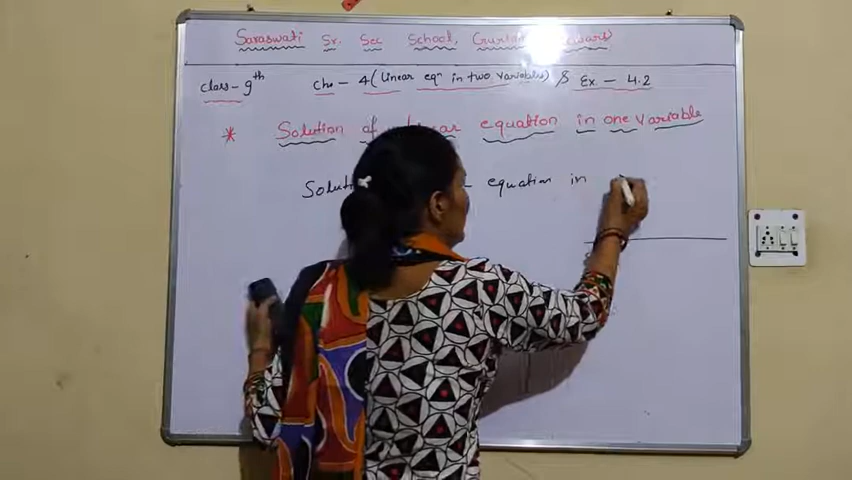 Saraswati Sr. Sec School,
Class - 9th Ch - 4 (linear eqn in two variables) & Ex. - 4.2
* Solution of linear equation in one variable
equation in